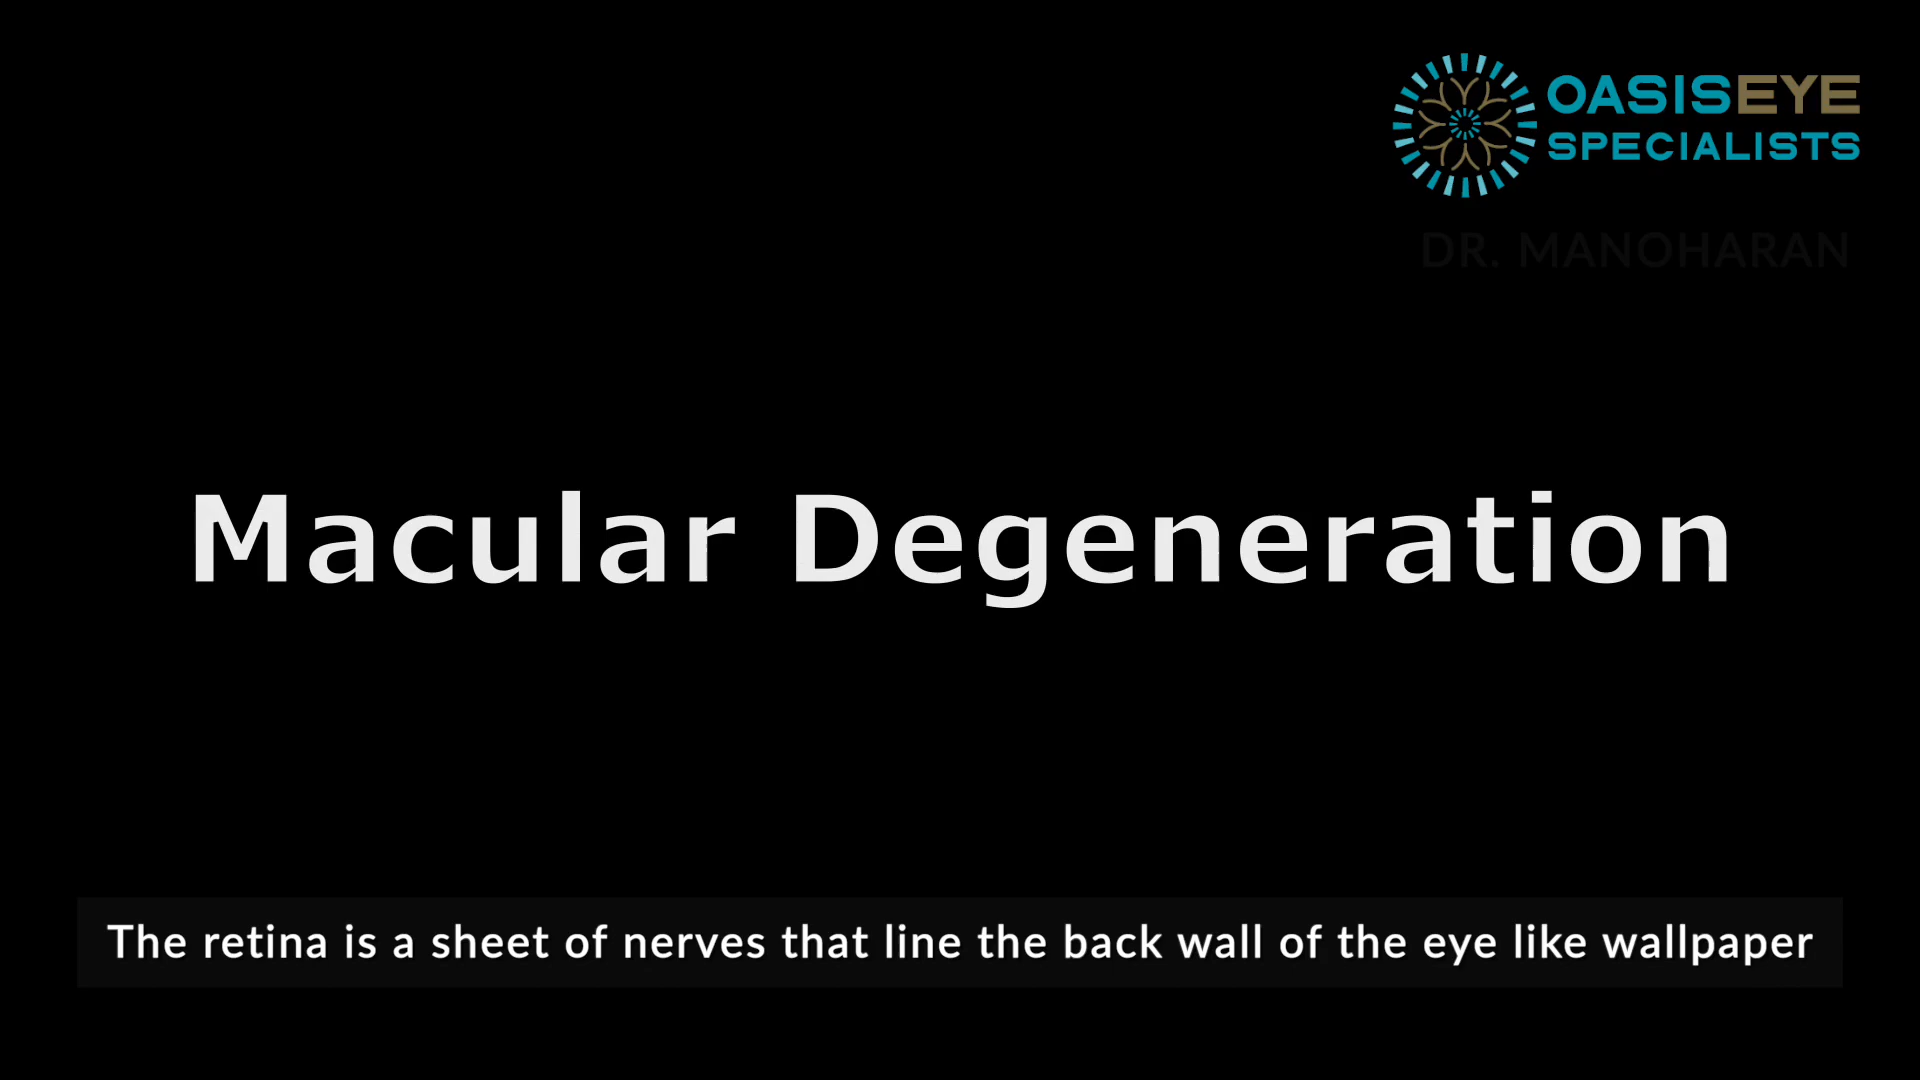 OASISEYE
SPECIALISTS
DR. MANOHARAN
Macular Degeneration
The retina is a sheet of nerves that line the back wall of the eye like wallpaper